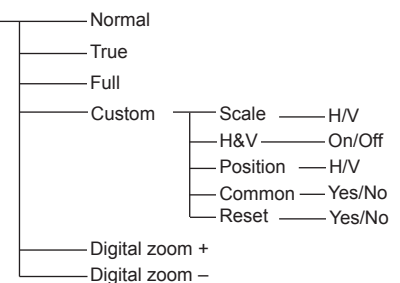 Normal
True
Full
Custom Scale H/V
H&V On/Off
Position H/V
Common Yes/No
Reset Yes/No
Digital zoom +
Digital zoom –